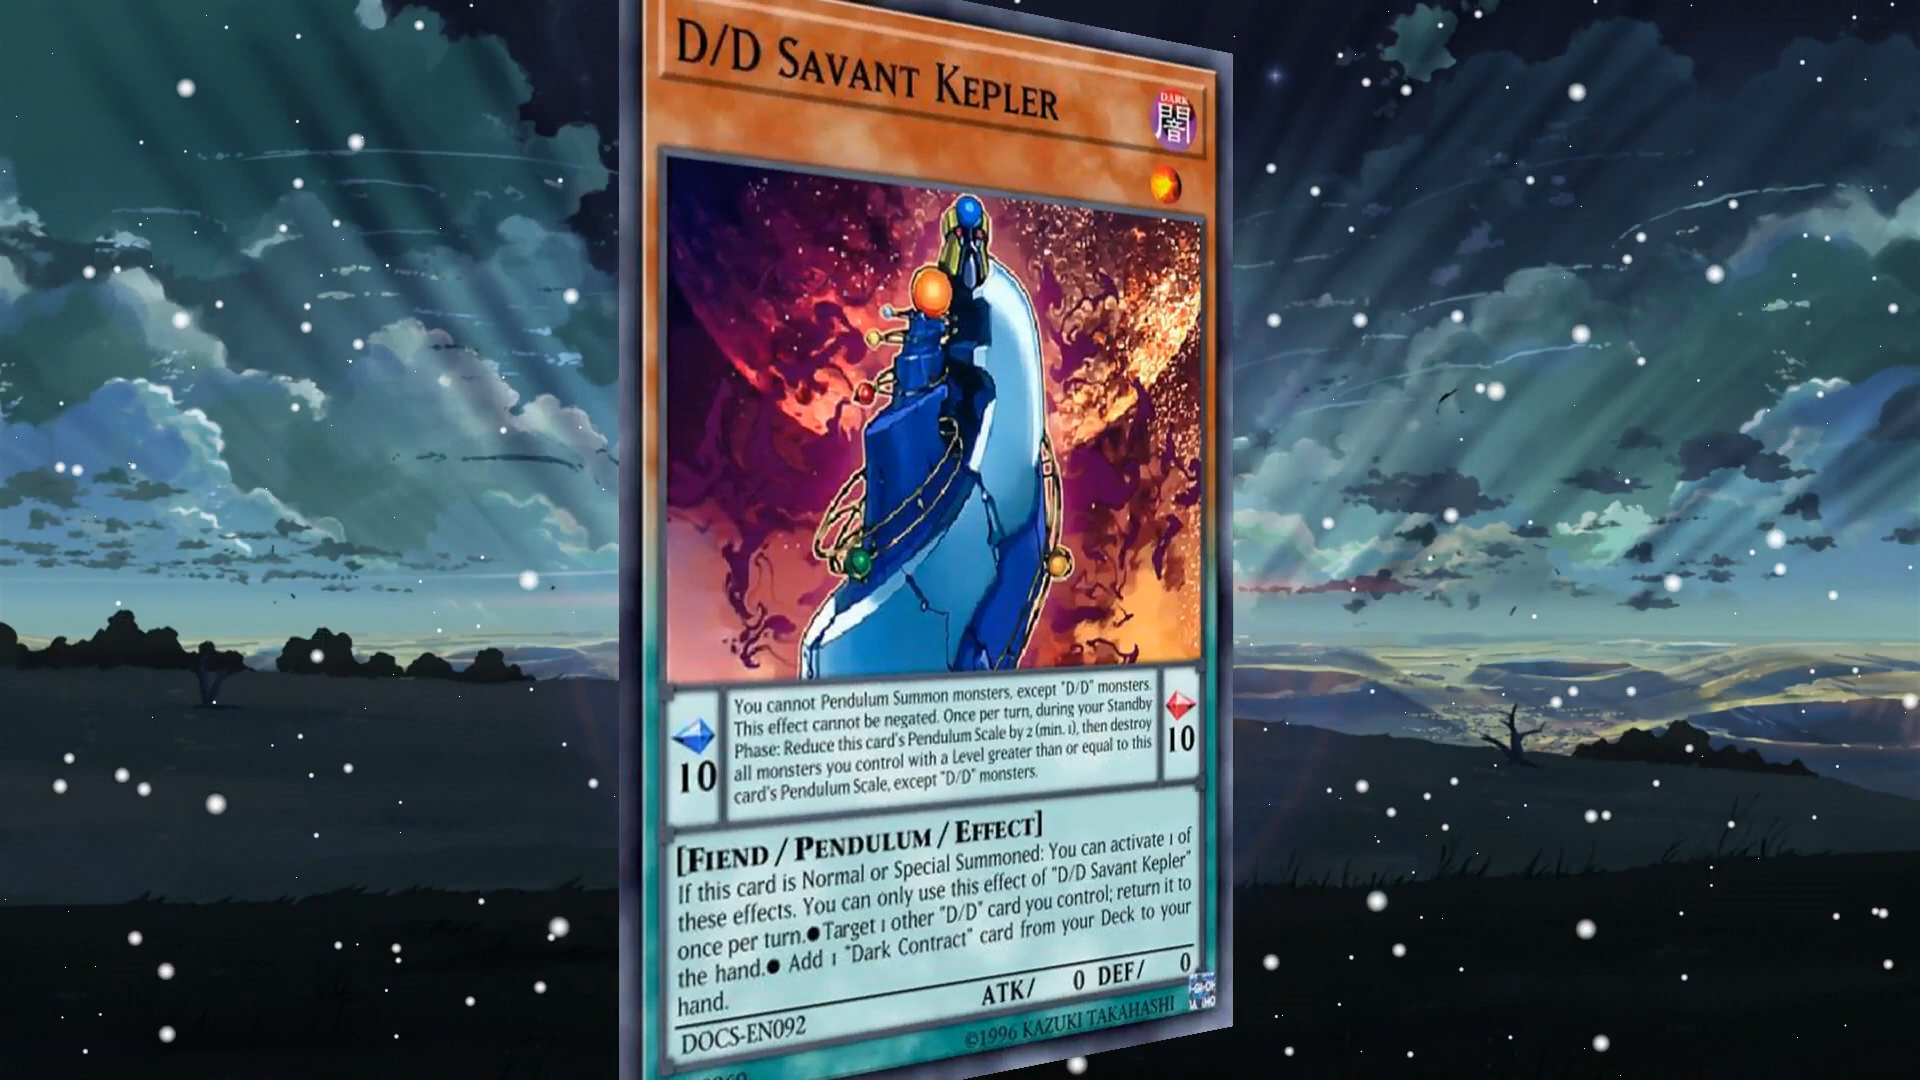 D/D SAVANT KEPLER
DARK
闇
You cannot Pendulum Summon monsters, except "D/D" monsters.
This effect cannot be negated. Once per turn, during your Standby
Phase: Reduce this card's Pendulum Scale by 2 (min. 1), then destroy
all monsters you control with a Level greater than or equal to this
card's Pendulum Scale, except "D/D" monsters.
10
10
[FIEND / PENDULUM / EFFECT]
If this card is Normal or Special Summoned: You can activate 1 of
these effects. You can only use this effect of "D/D Savant Kepler"
once per turn.●Target 1 other "D/D" card you control; return it to
the hand.● Add 1 "Dark Contract" card from your Deck to your
hand.
ATK/ 0 DEF/ 0
DOCS-EN092
©1996 KAZUKI TAKAHASHI